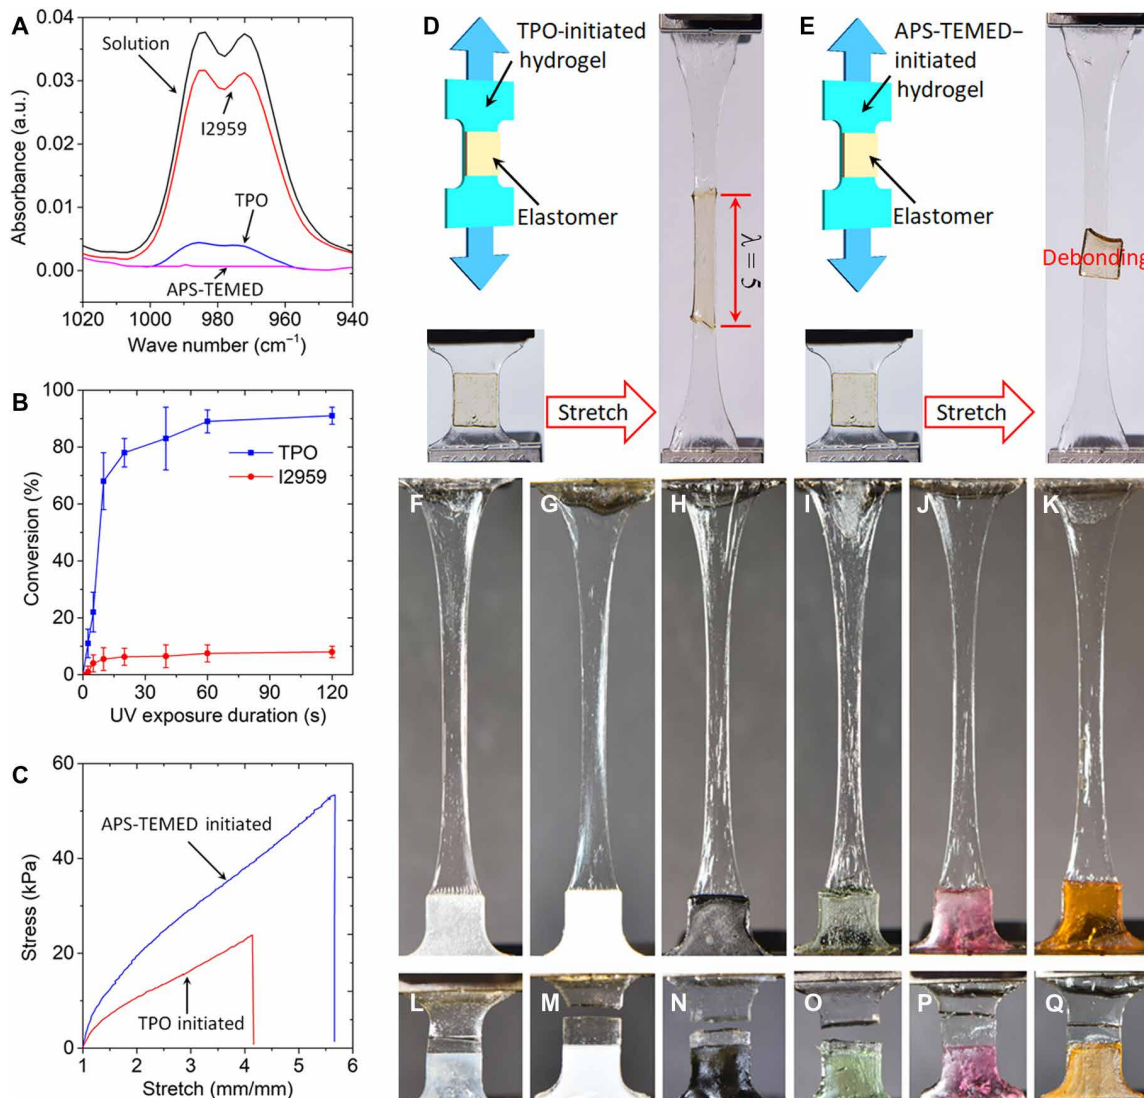 A
0.04
0.03
0.02
0.01
0.00
Absorbance (a.u.)
Solution
I2959
TPO
APS-TEMED
1020 1000 980 960 940
Wave number (cm⁻¹)
B
100
90
80
60
40
20
0
Conversion (%)
TPO
I2959
0 30 60 90 120
UV exposure duration (s)
C
60
40
20
0
Stress (kPa)
APS-TEMED initiated
TPO initiated
1 2 3 4 5 6
Stretch (mm/mm)
D
TPO-initiated
hydrogel
Elastomer
λ = 5
Stretch
E
APS-TEMED–
initiated
hydrogel
Elastomer
Debonding
Stretch
F G H I J K
L M N O P Q